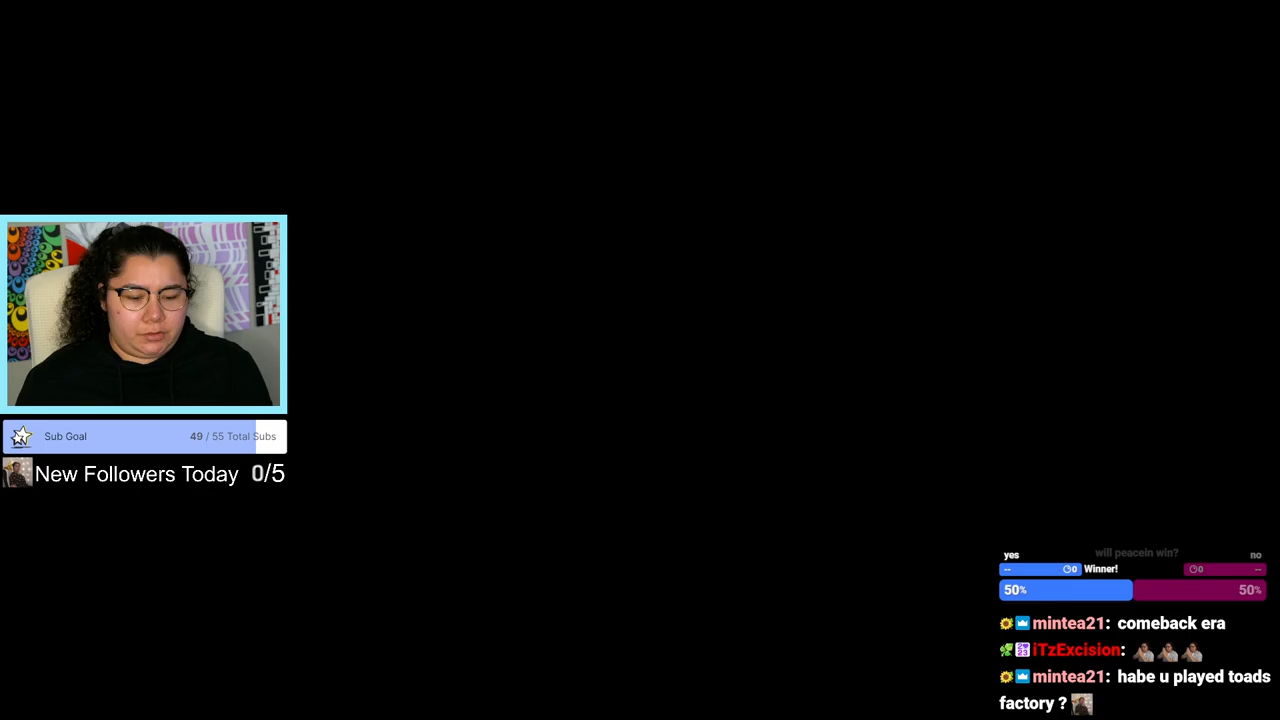 Sub Goal 49 / 55 Total Subs
New Followers Today 0/5
will peacein win?
yes no
-- 0 Winner! 0 --
50% 50%
mintea21: comeback era
iTzExcision:
mintea21: habe u played toads
factory ?